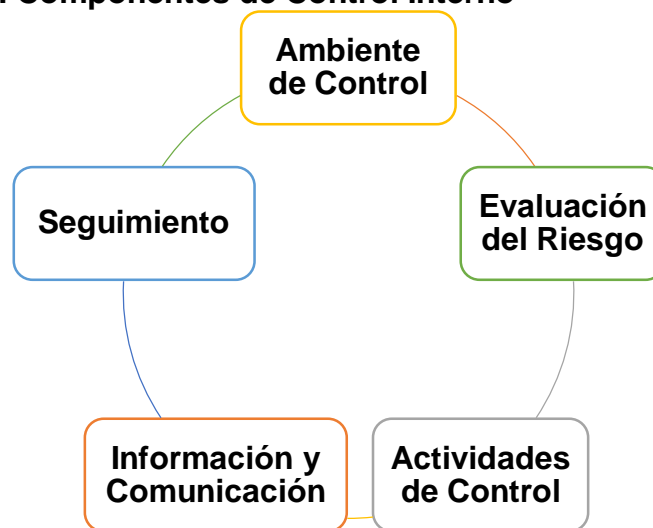 Componentes de Control Interno
Ambiente
de Control
Evaluación
del Riesgo
Actividades
de Control
Información y
Comunicación
Seguimiento